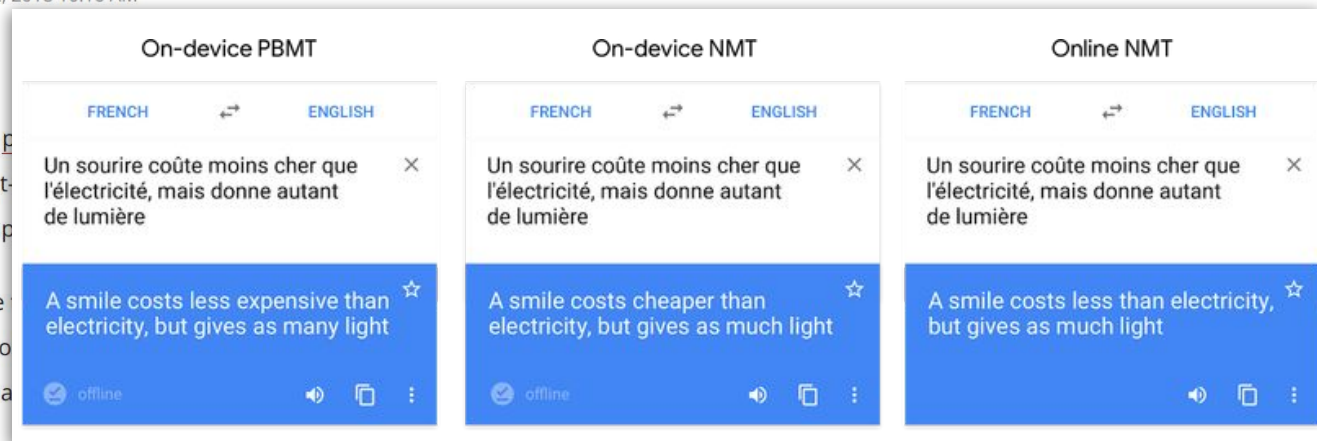 On-device PBMT
FRENCH
ENGLISH
Un sourire coûte moins cher que
l'électricité, mais donne autant
de lumière
A smile costs less expensive than
electricity, but gives as many light
offline
On-device NMT
FRENCH
ENGLISH
Un sourire coûte moins cher que
l'électricité, mais donne autant
de lumière
A smile costs cheaper than
electricity, but gives as much light
offline
Online NMT
FRENCH
ENGLISH
Un sourire coûte moins cher que
l'électricité, mais donne autant
de lumière
A smile costs less than electricity,
but gives as much light